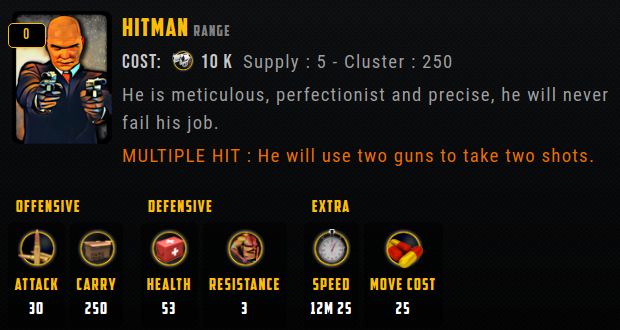 0
HITMAN RANGE
COST: 10 K Supply : 5 - Cluster : 250
He is meticulous, perfectionist and precise, he will never
fail his job.
MULTIPLE HIT : He will use two guns to take two shots.
OFFENSIVE DEFENSIVE EXTRA
ATTACK CARRY HEALTH RESISTANCE SPEED MOVE COST
30 250 53 3 12M 25 25